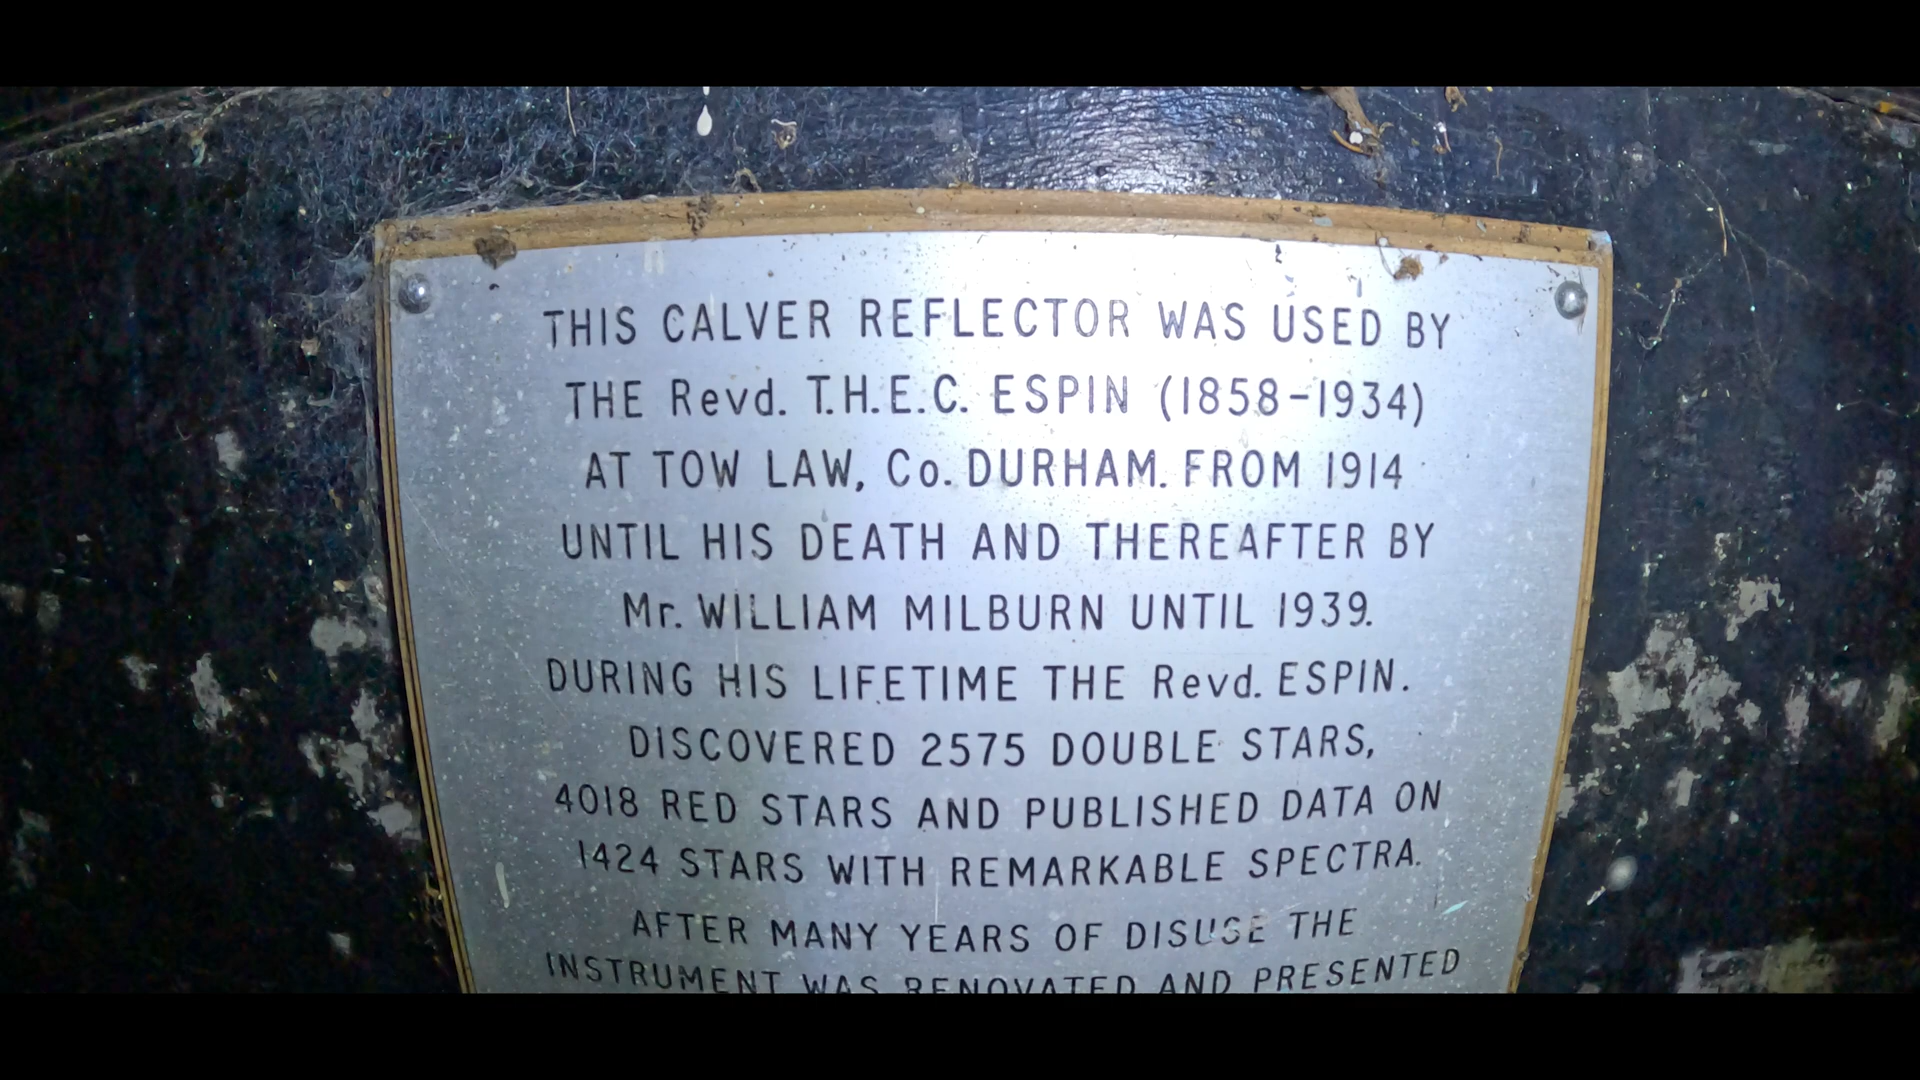 THIS CALVER REFLECTOR WAS USED BY
THE Revd. T.H.E.C. ESPIN (1858-1934)
AT TOW LAW, Co. DURHAM. FROM 1914
UNTIL HIS DEATH AND THEREAFTER BY
Mr. WILLIAM MILBURN UNTIL 1939.
DURING HIS LIFETIME THE Revd. ESPIN.
DISCOVERED 2575 DOUBLE STARS,
4018 RED STARS AND PUBLISHED DATA ON
1424 STARS WITH REMARKABLE SPECTRA.
AFTER MANY YEARS OF DISUSE THE
INSTRUMENT WAS RENOVATED AND PRESENTED